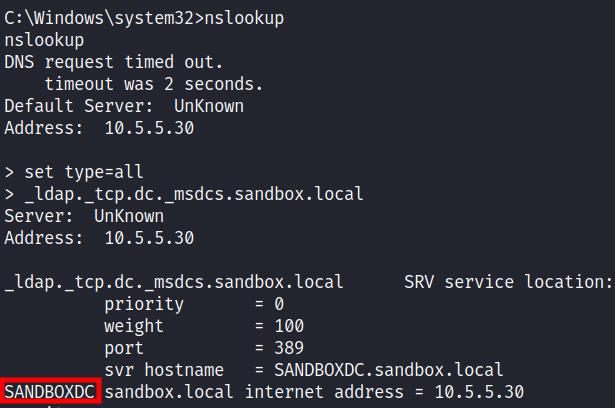 C:\Windows\system32>nslookup
nslookup
DNS request timed out.
    timeout was 2 seconds.
Default Server:  UnKnown
Address:  10.5.5.30

> set type=all
> _ldap._tcp.dc._msdcs.sandbox.local
Server:  UnKnown
Address:  10.5.5.30

_ldap._tcp.dc._msdcs.sandbox.local      SRV service location:
          priority       = 0
          weight         = 100
          port           = 389
          svr hostname   = SANDBOXDC.sandbox.local
SANDBOXDC sandbox.local internet address = 10.5.5.30